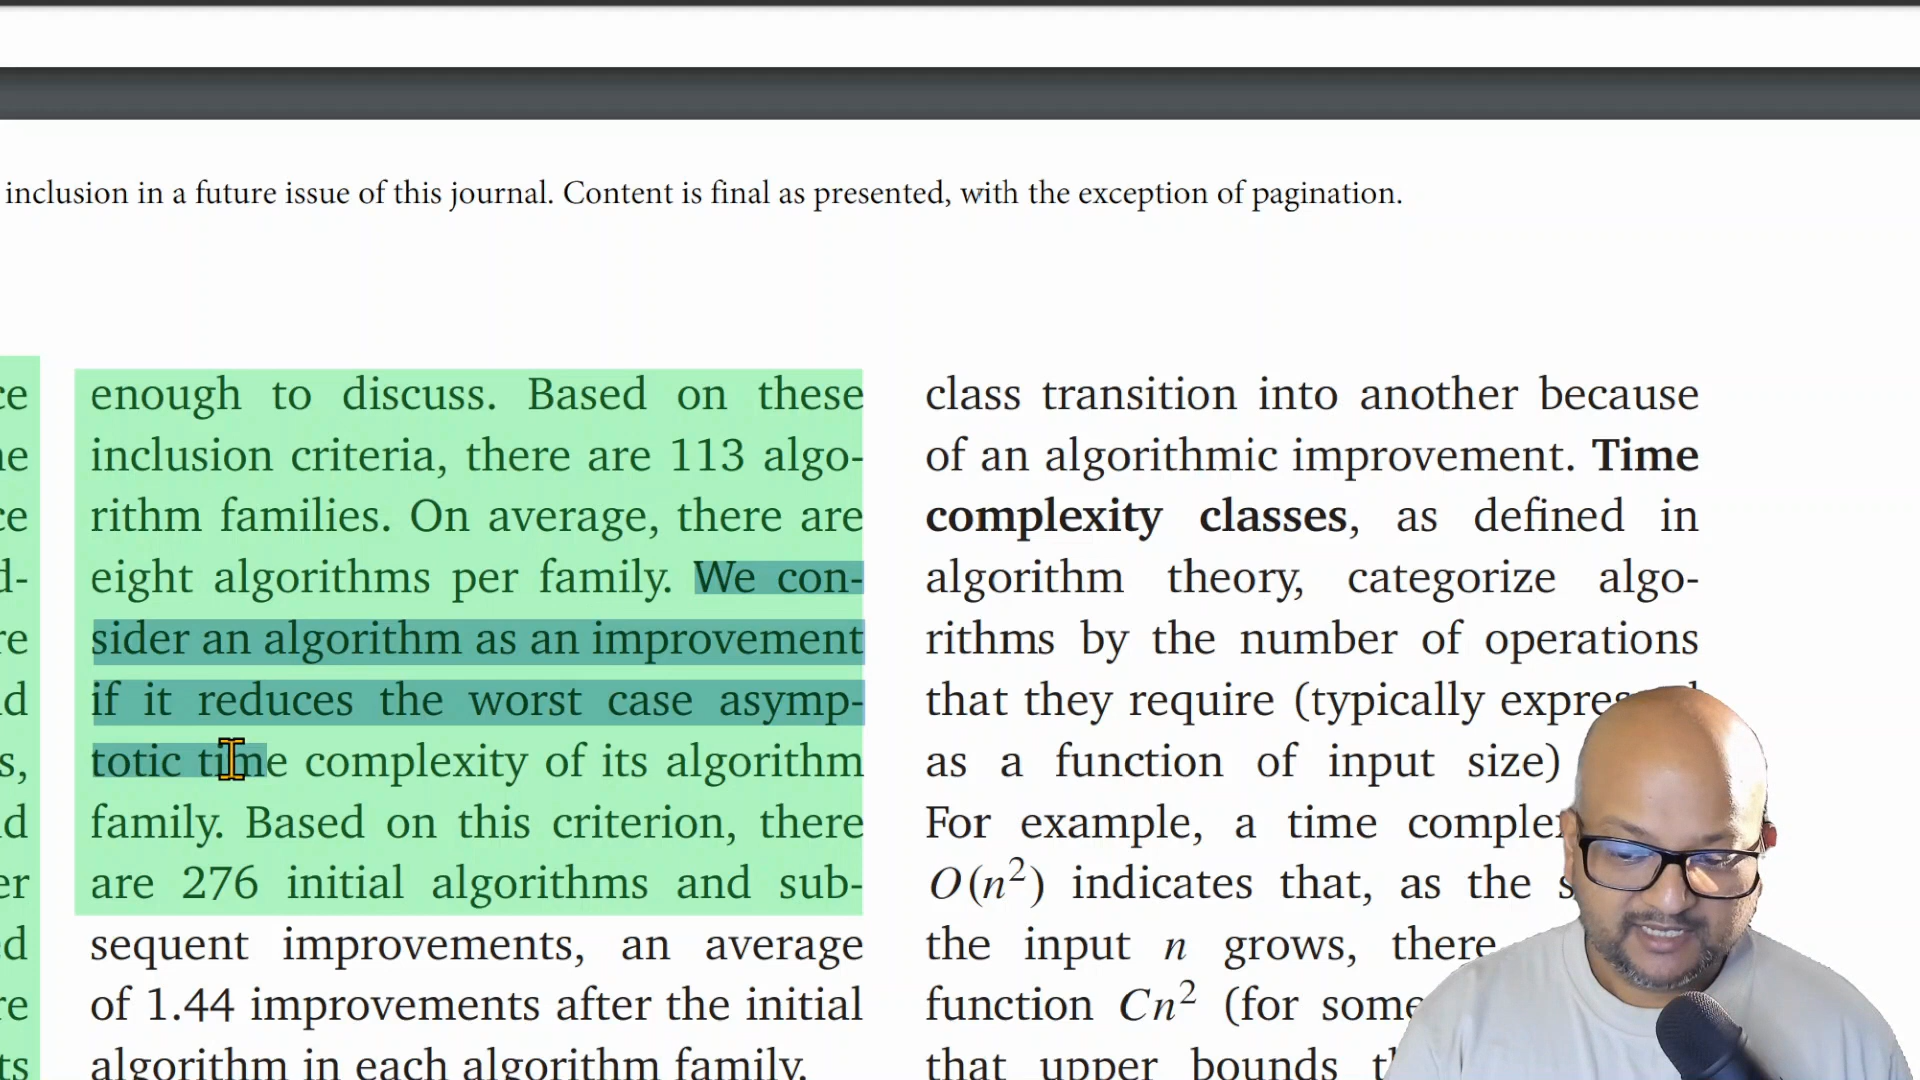 inclusion in a future issue of this journal. Content is final as presented, with the exception of pagination.
enough to discuss. Based on these
inclusion criteria, there are 113 algo-
rithm families. On average, there are
eight algorithms per family. We con-
sider an algorithm as an improvement
if it reduces the worst case asymp-
totic time complexity of its algorithm
family. Based on this criterion, there
are 276 initial algorithms and sub-
sequent improvements, an average
of 1.44 improvements after the initial
algorithm in each algorithm family.
class transition into another because
of an algorithmic improvement. Time
complexity classes, as defined in
algorithm theory, categorize algo-
rithms by the number of operations
that they require (typically
as a function of input size)
For example, a time
O(n²) indicates that, as the
the input n grows, there
function Cn² (for some
that upper bounds